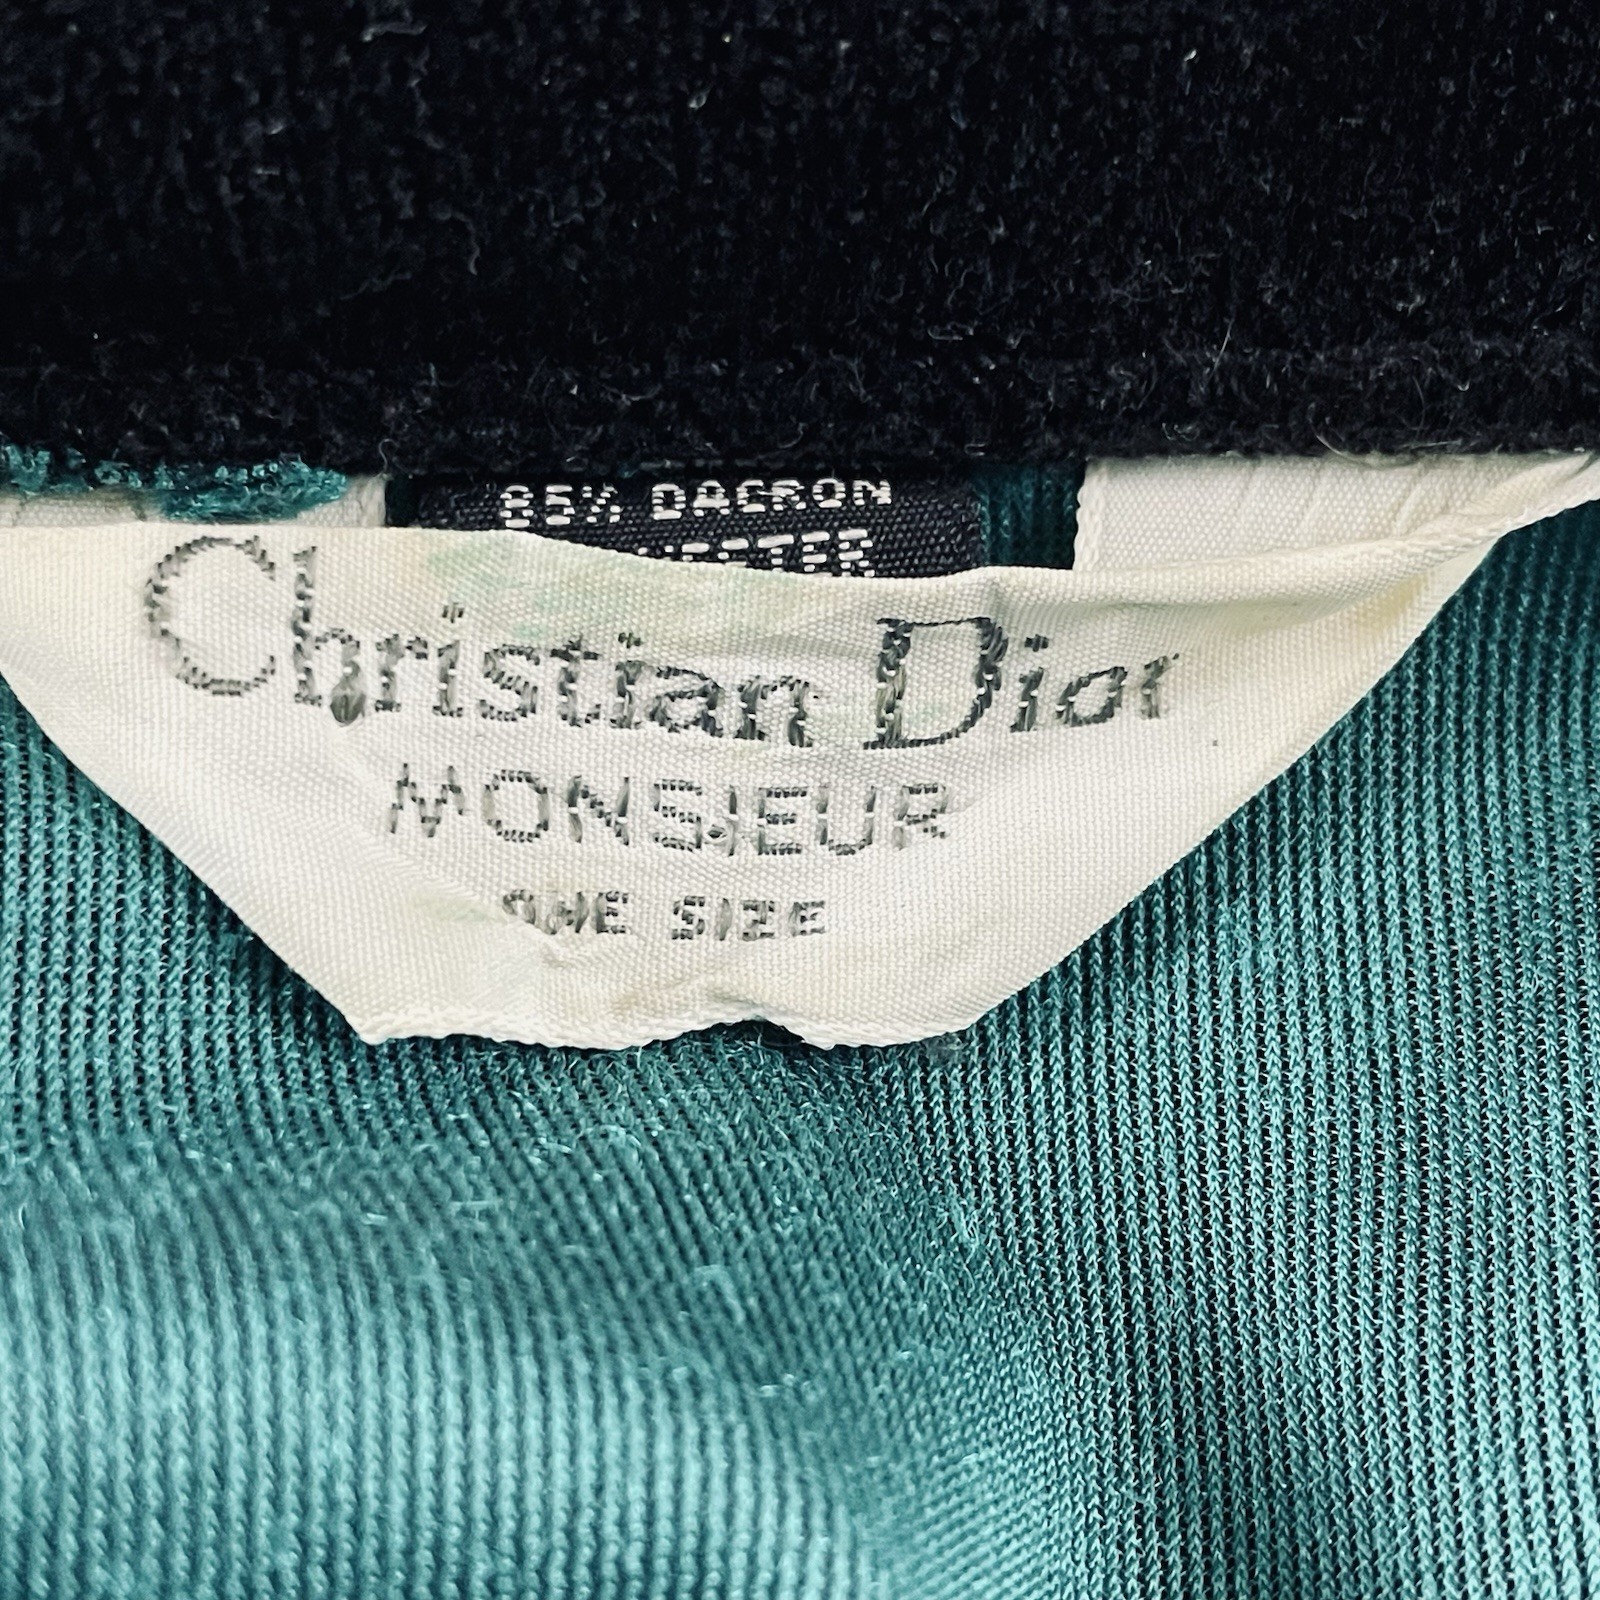 85% DACRON
Christian Dior
MONSIEUR
ONE SIZE